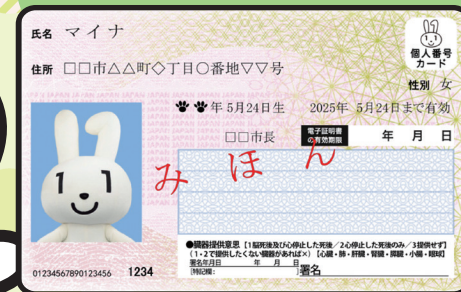 氏名 マイナ
個人番号
カード
住所 □□市△△町◇丁目○番地▽▽号
性別 女
年 5月24日生 2025年 5月24日まで有効
□□市長 電子証明書の有効期限 年 月 日
みほん
1 1
●臓器提供意思【1脳死後及び心停止した死後/2心停止した死後のみ/3提供せず】
(1・2で提供したくない臓器があれば×)【心臓・肺・肝臓・腎臓・膵臓・小腸・眼球】
署名年月日 年 月 日
[特記欄: ] 署名
01234567890123456 1234